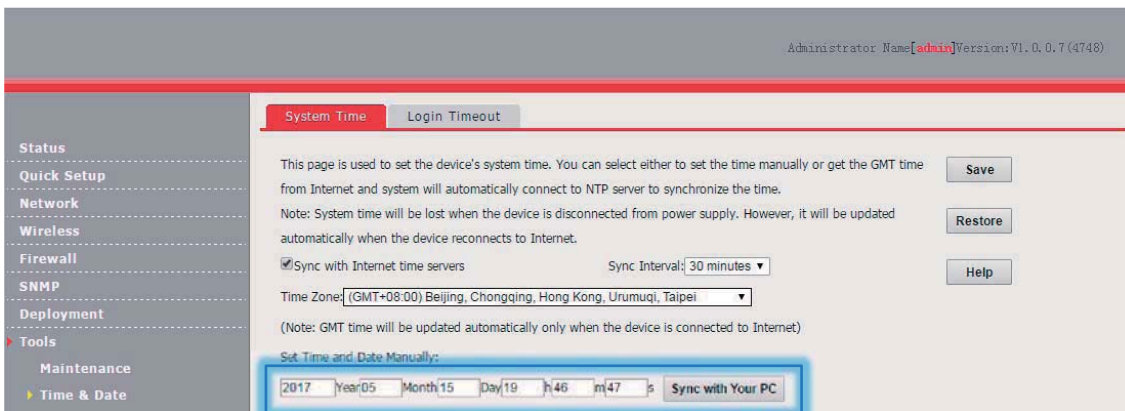 Administrator Name[admin]Version:V1.0.0.7(4748)
System Time
Login Timeout
Status
Quick Setup
Network
Wireless
Firewall
SNMP
Deployment
Tools
Maintenance
Time & Date
This page is used to set the device's system time. You can select either to set the time manually or get the GMT time
from Internet and system will automatically connect to NTP server to synchronize the time.
Note: System time will be lost when the device is disconnected from power supply. However, it will be updated
automatically when the device reconnects to Internet.
Sync with Internet time servers Sync Interval: 30 minutes
Time Zone: (GMT+08:00) Beijing, Chongqing, Hong Kong, Urumuqi, Taipei
(Note: GMT time will be updated automatically only when the device is connected to Internet)
Set Time and Date Manually:
2017 Year 05 Month 15 Day 19 h 46 m 47 s Sync with Your PC
Save
Restore
Help